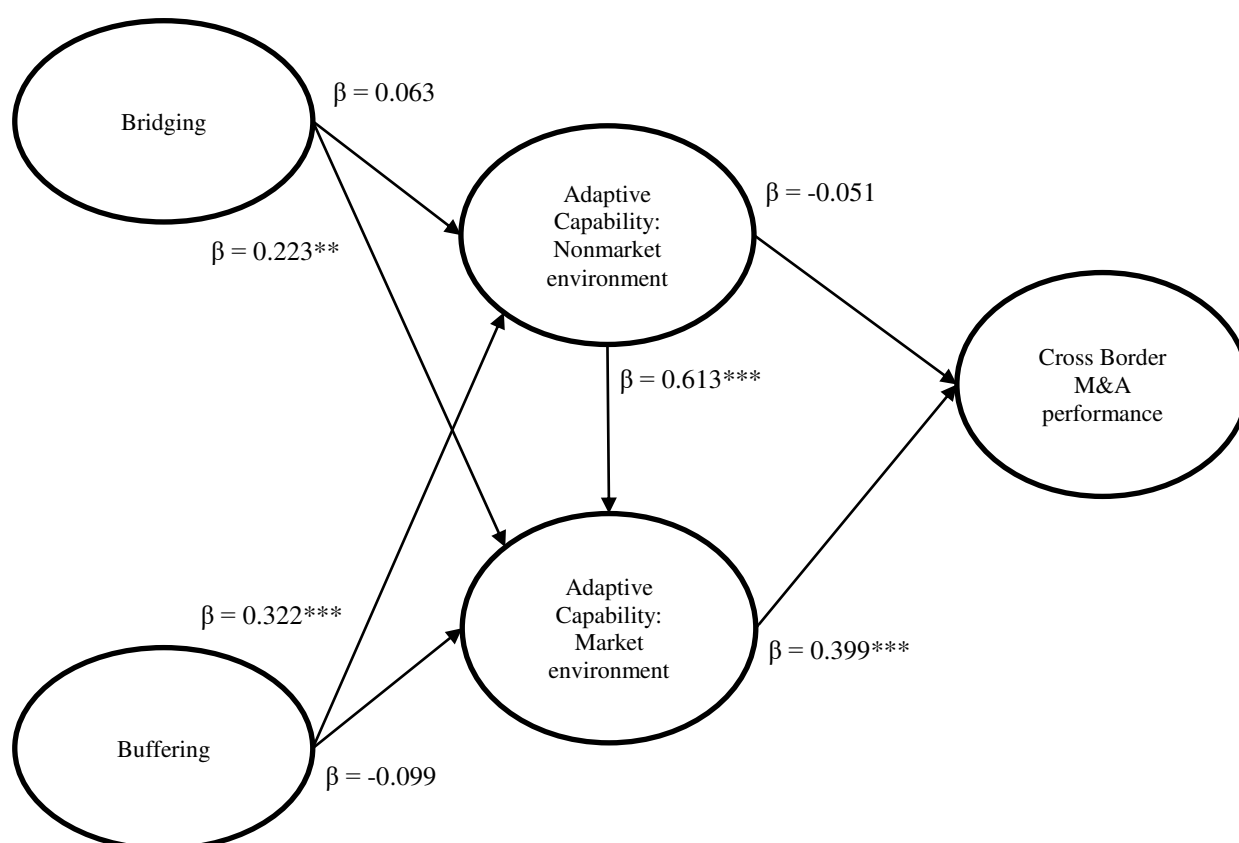 β = 0.063
Bridging
β = 0.223**
Adaptive
Capability:
Nonmarket
environment
β = -0.051
β = 0.613***
Cross Border
M&A
performance
β = 0.322***
Adaptive
Capability:
Market
environment
β = 0.399***
Buffering
β = -0.099